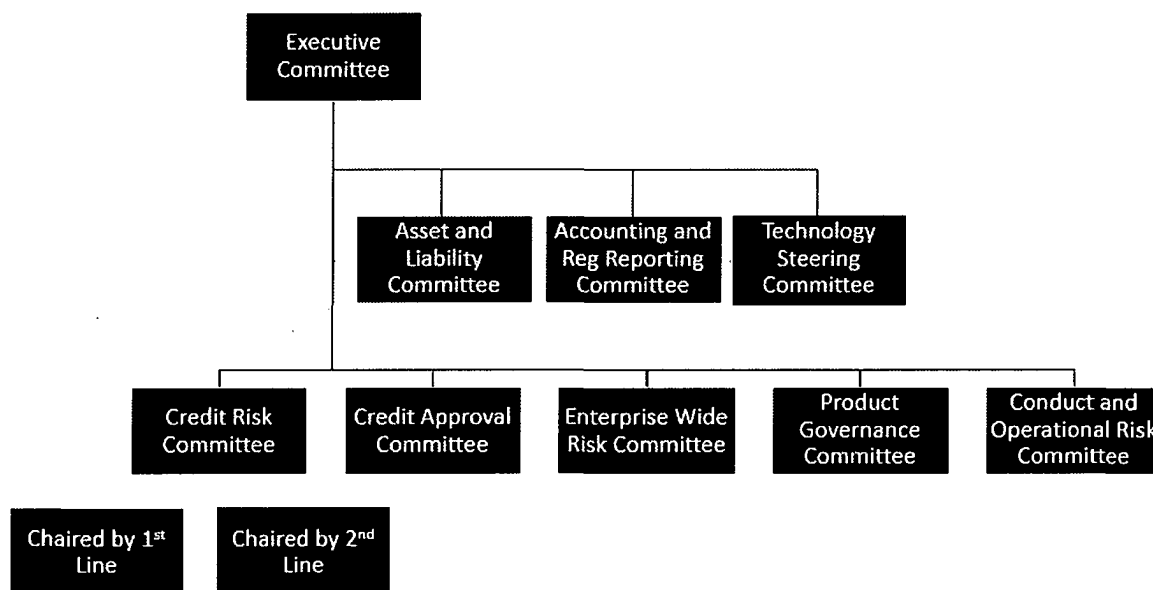 Executive
Committee
Asset and
Liability
Committee
Accounting and
Reg Reporting
Committee
Technology
Steering
Committee
Credit Risk
Committee
Credit Approval
Committee
Enterprise Wide
Risk Committee
Product
Governance
Committee
Conduct and
Operational Risk
Committee
Chaired by 1st
Line
Chaired by 2nd
Line